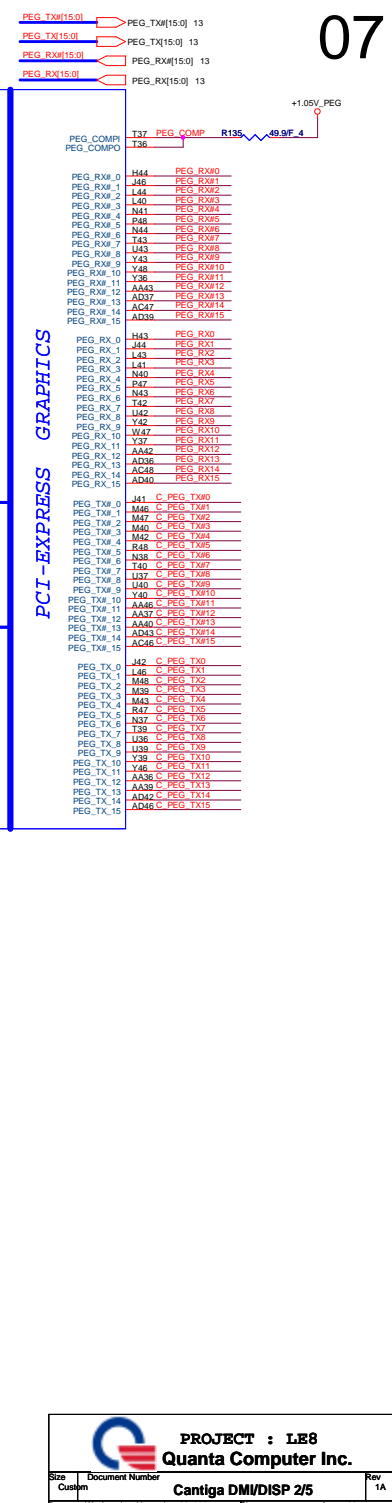 07
PEG_TX#[15:0] PEG_TX#[15:0] 13
PEG_TX[15:0] PEG_TX[15:0] 13
PEG_RX#[15:0] PEG_RX#[15:0] 13
PEG_RX[15:0] PEG_RX[15:0] 13
+1.05V_PEG
PEG_COMPI T37 PEG_COMP R135 49.9/F_4
PEG_COMPO T36
PEG_RX#_0 H44 PEG_RX#0
PEG_RX#_1 J46 PEG_RX#1
PEG_RX#_2 L44 PEG_RX#2
PEG_RX#_3 L40 PEG_RX#3
PEG_RX#_4 N41 PEG_RX#4
PEG_RX#_5 P48 PEG_RX#5
PEG_RX#_6 N44 PEG_RX#6
PEG_RX#_7 T43 PEG_RX#7
PEG_RX#_8 U43 PEG_RX#8
PEG_RX#_9 Y43 PEG_RX#9
PEG_RX#_10 Y48 PEG_RX#10
PEG_RX#_11 Y36 PEG_RX#11
PEG_RX#_12 AA43 PEG_RX#12
PEG_RX#_13 AD37 PEG_RX#13
PEG_RX#_14 AC47 PEG_RX#14
PEG_RX#_15 AD39 PEG_RX#15
PEG_RX_0 H43 PEG_RX0
PEG_RX_1 J44 PEG_RX1
PEG_RX_2 L43 PEG_RX2
PEG_RX_3 L41 PEG_RX3
PEG_RX_4 N40 PEG_RX4
PEG_RX_5 P47 PEG_RX5
PEG_RX_6 N43 PEG_RX6
PEG_RX_7 T42 PEG_RX7
PEG_RX_8 U42 PEG_RX8
PEG_RX_9 Y42 PEG_RX9
PEG_RX_10 W47 PEG_RX10
PEG_RX_11 Y37 PEG_RX11
PEG_RX_12 AA42 PEG_RX12
PEG_RX_13 AD36 PEG_RX13
PEG_RX_14 AC48 PEG_RX14
PEG_RX_15 AD40 PEG_RX15
PCI-EXPRESS GRAPHICS
PEG_TX#_0 J41 C_PEG_TX#0
PEG_TX#_1 M46 C_PEG_TX#1
PEG_TX#_2 M47 C_PEG_TX#2
PEG_TX#_3 M40 C_PEG_TX#3
PEG_TX#_4 M42 C_PEG_TX#4
PEG_TX#_5 R48 C_PEG_TX#5
PEG_TX#_6 N38 C_PEG_TX#6
PEG_TX#_7 T40 C_PEG_TX#7
PEG_TX#_8 U37 C_PEG_TX#8
PEG_TX#_9 U40 C_PEG_TX#9
PEG_TX#_10 Y40 C_PEG_TX#10
PEG_TX#_11 AA46 C_PEG_TX#11
PEG_TX#_12 AA37 C_PEG_TX#12
PEG_TX#_13 AA40 C_PEG_TX#13
PEG_TX#_14 AD43 C_PEG_TX#14
PEG_TX#_15 AC46 C_PEG_TX#15
PEG_TX_0 J42 C_PEG_TX0
PEG_TX_1 L46 C_PEG_TX1
PEG_TX_2 M48 C_PEG_TX2
PEG_TX_3 M39 C_PEG_TX3
PEG_TX_4 M43 C_PEG_TX4
PEG_TX_5 R47 C_PEG_TX5
PEG_TX_6 N37 C_PEG_TX6
PEG_TX_7 T39 C_PEG_TX7
PEG_TX_8 U36 C_PEG_TX8
PEG_TX_9 U39 C_PEG_TX9
PEG_TX_10 Y39 C_PEG_TX10
PEG_TX_11 Y46 C_PEG_TX11
PEG_TX_12 AA36 C_PEG_TX12
PEG_TX_13 AA39 C_PEG_TX13
PEG_TX_14 AD42 C_PEG_TX14
PEG_TX_15 AD46 C_PEG_TX15
PROJECT : LE8
Quanta Computer Inc.
Size Document Number Rev
Custom Cantiga DMI/DISP 2/5 1A